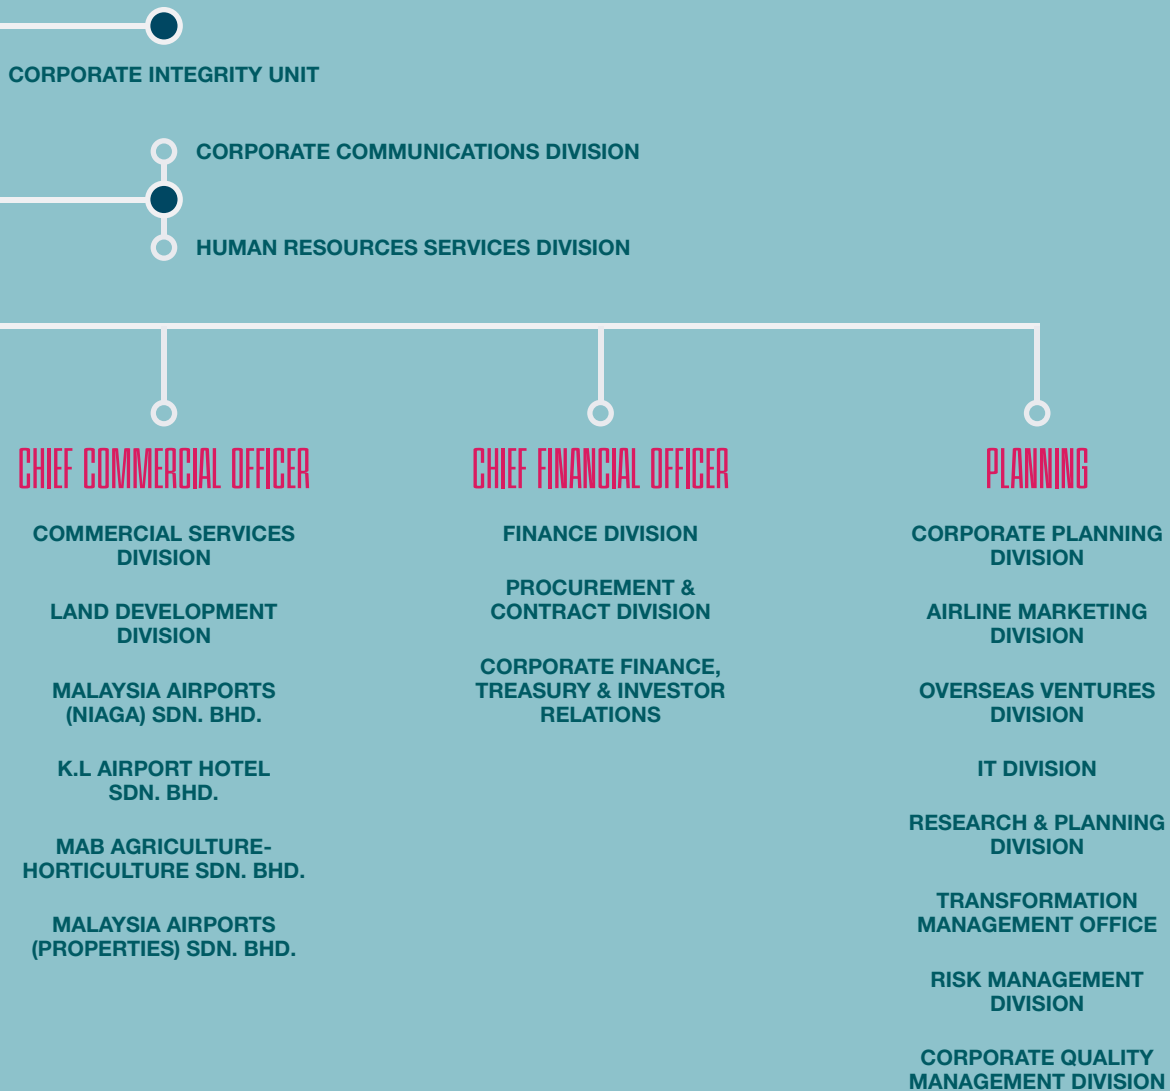 CORPORATE INTEGRITY UNIT
CORPORATE COMMUNICATIONS DIVISION
HUMAN RESOURCES SERVICES DIVISION
CHIEF COMMERCIAL OFFICER
COMMERCIAL SERVICES
DIVISION
LAND DEVELOPMENT
DIVISION
MALAYSIA AIRPORTS
(NIAGA) SDN. BHD.
K.L AIRPORT HOTEL
SDN. BHD.
MAB AGRICULTURE-
HORTICULTURE SDN. BHD.
MALAYSIA AIRPORTS
(PROPERTIES) SDN. BHD.
CHIEF FINANCIAL OFFICER
FINANCE DIVISION
PROCUREMENT &
CONTRACT DIVISION
CORPORATE FINANCE,
TREASURY & INVESTOR
RELATIONS
PLANNING
CORPORATE PLANNING
DIVISION
AIRLINE MARKETING
DIVISION
OVERSEAS VENTURES
DIVISION
IT DIVISION
RESEARCH & PLANNING
DIVISION
TRANSFORMATION
MANAGEMENT OFFICE
RISK MANAGEMENT
DIVISION
CORPORATE QUALITY
MANAGEMENT DIVISION